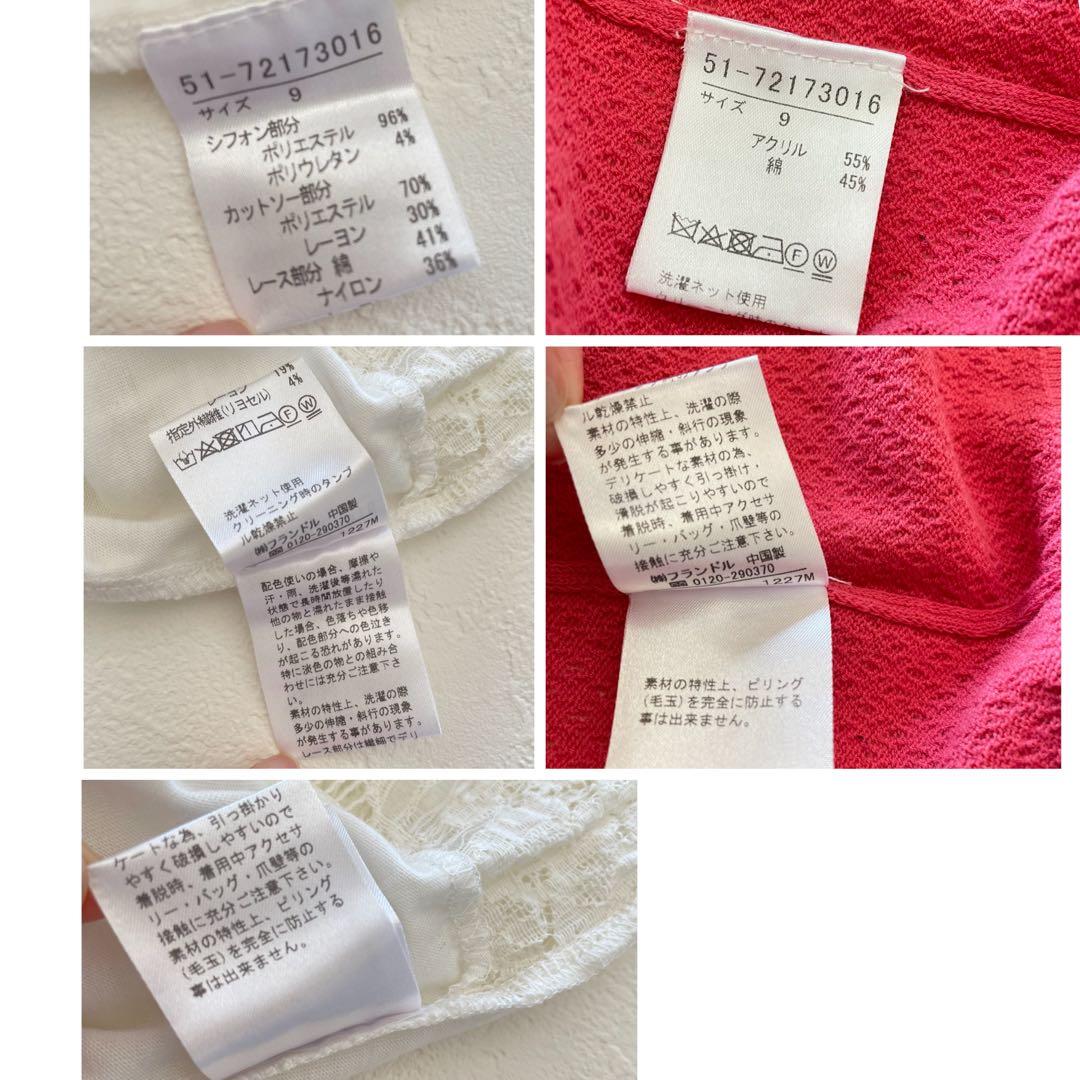 51-72173016
サイズ 9
シフォン部分
ポリエステル 96%
ポリウレタン 4%
カットソー部分
ポリエステル 70%
レーヨン 30%
レース部分 綿 41%
ナイロン 36%
51-72173016
サイズ
9
アクリル 55%
綿 45%
F W
洗濯ネット使用
レーヨン 19%
指定外繊維(リヨセル) 4%
F W
洗濯ネット使用
クリーニング時のタンブ
ル乾燥禁止
㈱フランドル 中国製
0120-290370
1227M
配色使いの場合、摩擦や
汗・雨、洗濯後等濡れた
状態で長時間放置したり
他の物と濡れたまま接触
した場合、色落ちや色移
り、配色部分への色泣き
が起こる恐れがあります。
特に淡色の物との組み合
わせには充分ご注意下さ
い。
素材の特性上、洗濯の際
多少の伸縮・斜行の現象
が発生する事があります。
レース部分は繊細でデリ
ル乾燥禁止
素材の特性上、洗濯の際
多少の伸縮・斜行の現象
が発生する事があります。
デリケートな素材の為、
破損しやすく引っ掛け・
滑脱が起こりやすいので
着脱時、着用中アクセサ
リー・バッグ・爪壁等の
接触に充分ご注意下さい。
㈱フランドル 中国製
0120-290370
1227M
素材の特性上、ピリング
(毛玉)を完全に防止する
事は出来ません。
ケートな為、引っ掛かり
やすく破損しやすいので
着脱時、着用中アクセサ
リー・バッグ・爪壁等の
接触に充分ご注意下さい。
素材の特性上、ピリング
(毛玉)を完全に防止する
事は出来ません。